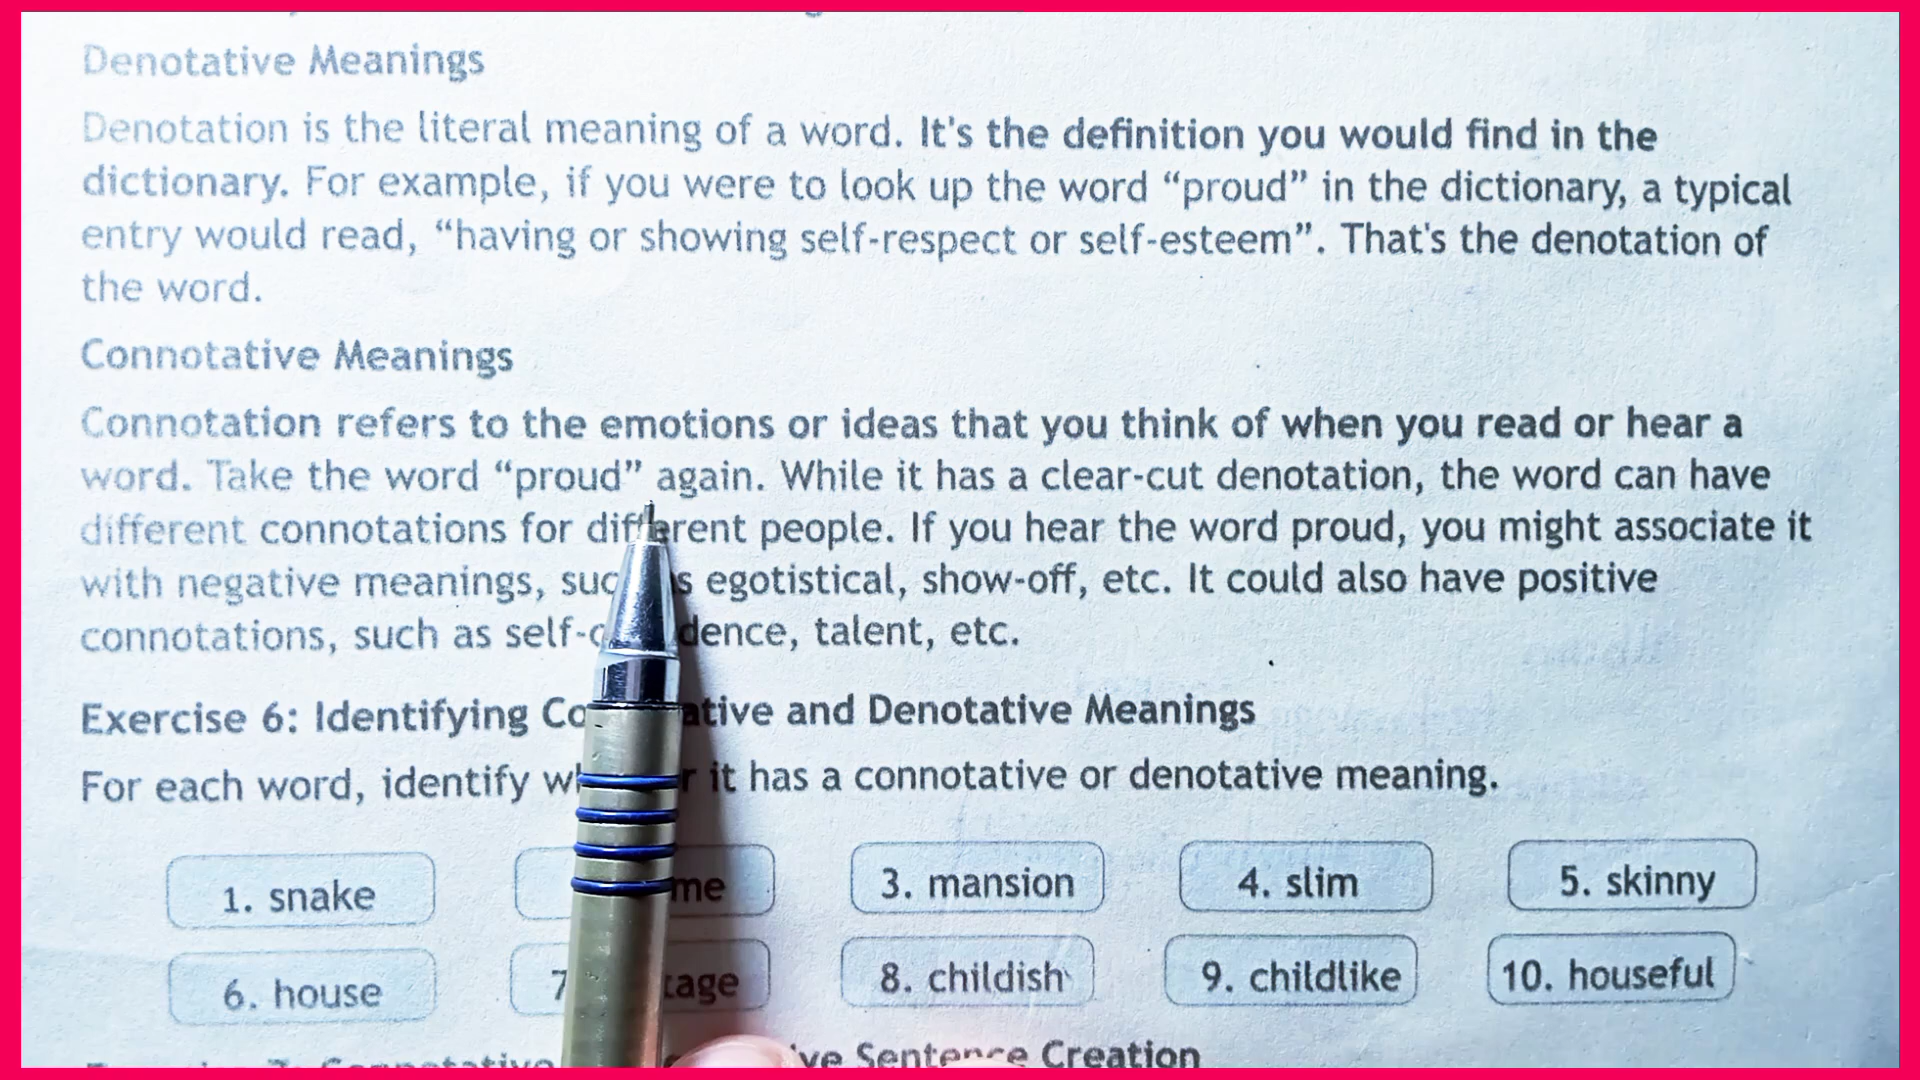 Denotative Meanings
Denotation is the literal meaning of a word. It's the definition you would find in the
dictionary. For example, if you were to look up the word “proud” in the dictionary, a typical
entry would read, “having or showing self-respect or self-esteem”. That's the denotation of
the word.
Connotative Meanings
Connotation refers to the emotions or ideas that you think of when you read or hear a
word. Take the word “proud” again. While it has a clear-cut denotation, the word can have
different connotations for different people. If you hear the word proud, you might associate it
with negative meanings, such as egotistical, show-off, etc. It could also have positive
connotations, such as self-confidence, talent, etc.
Exercise 6: Identifying Connotative and Denotative Meanings
For each word, identify whether it has a connotative or denotative meaning.
1. snake
3. mansion
4. slim
5. skinny
6. house
8. childish
9. childlike
10. houseful
Sentence Creation